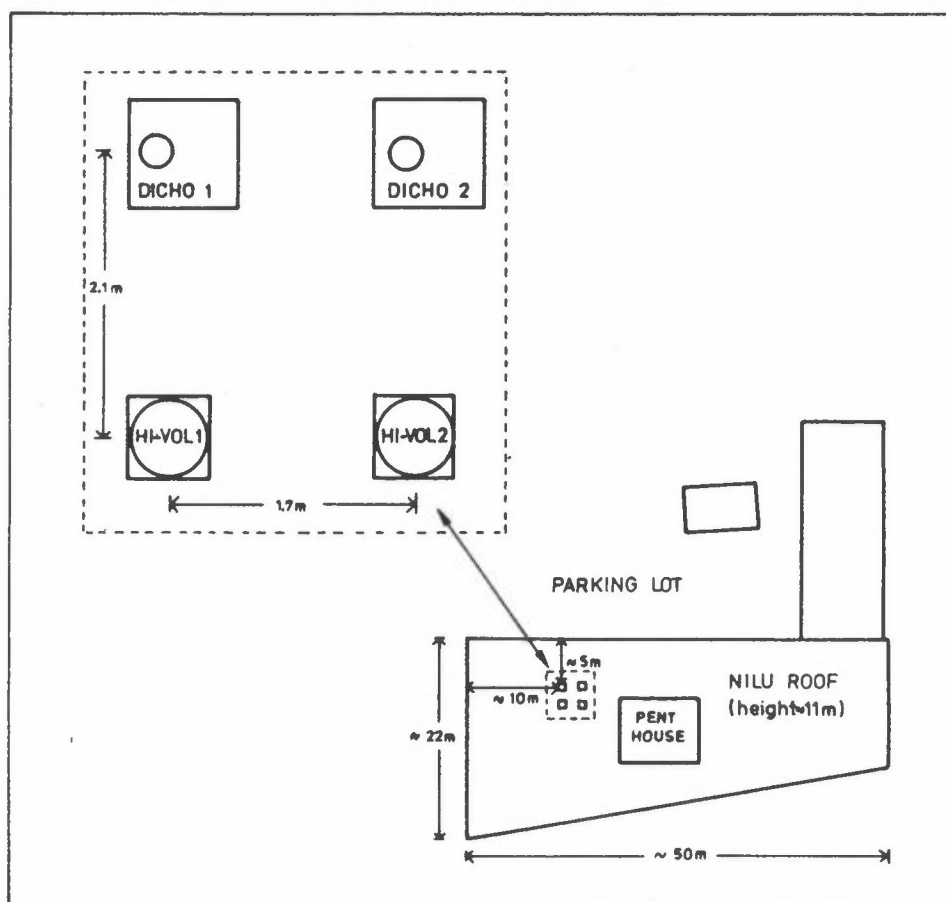 DICHO 1
DICHO 2
2.1m
HI-VOL1
HI-VOL2
1.7m
PARKING LOT
~5m
~10m
NILU ROOF
(height≈11m)
PENT
HOUSE
~22m
~50m